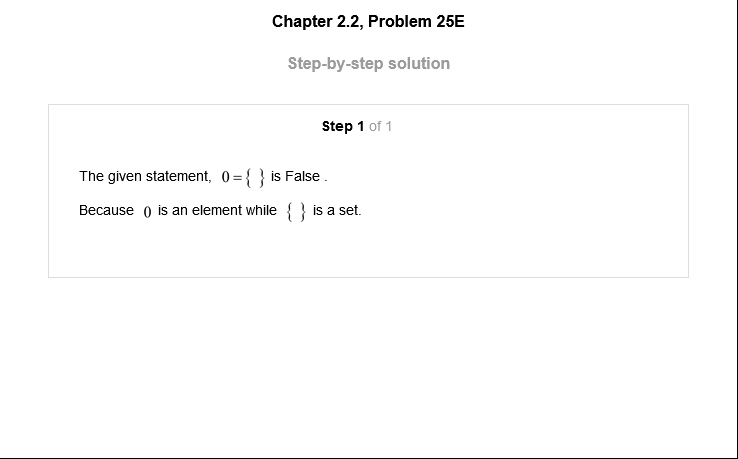 Chapter 2.2, Problem 25E
Step-by-step solution
Step 1 of 1
The given statement, 0={ } is False .
Because 0 is an element while { } is a set.